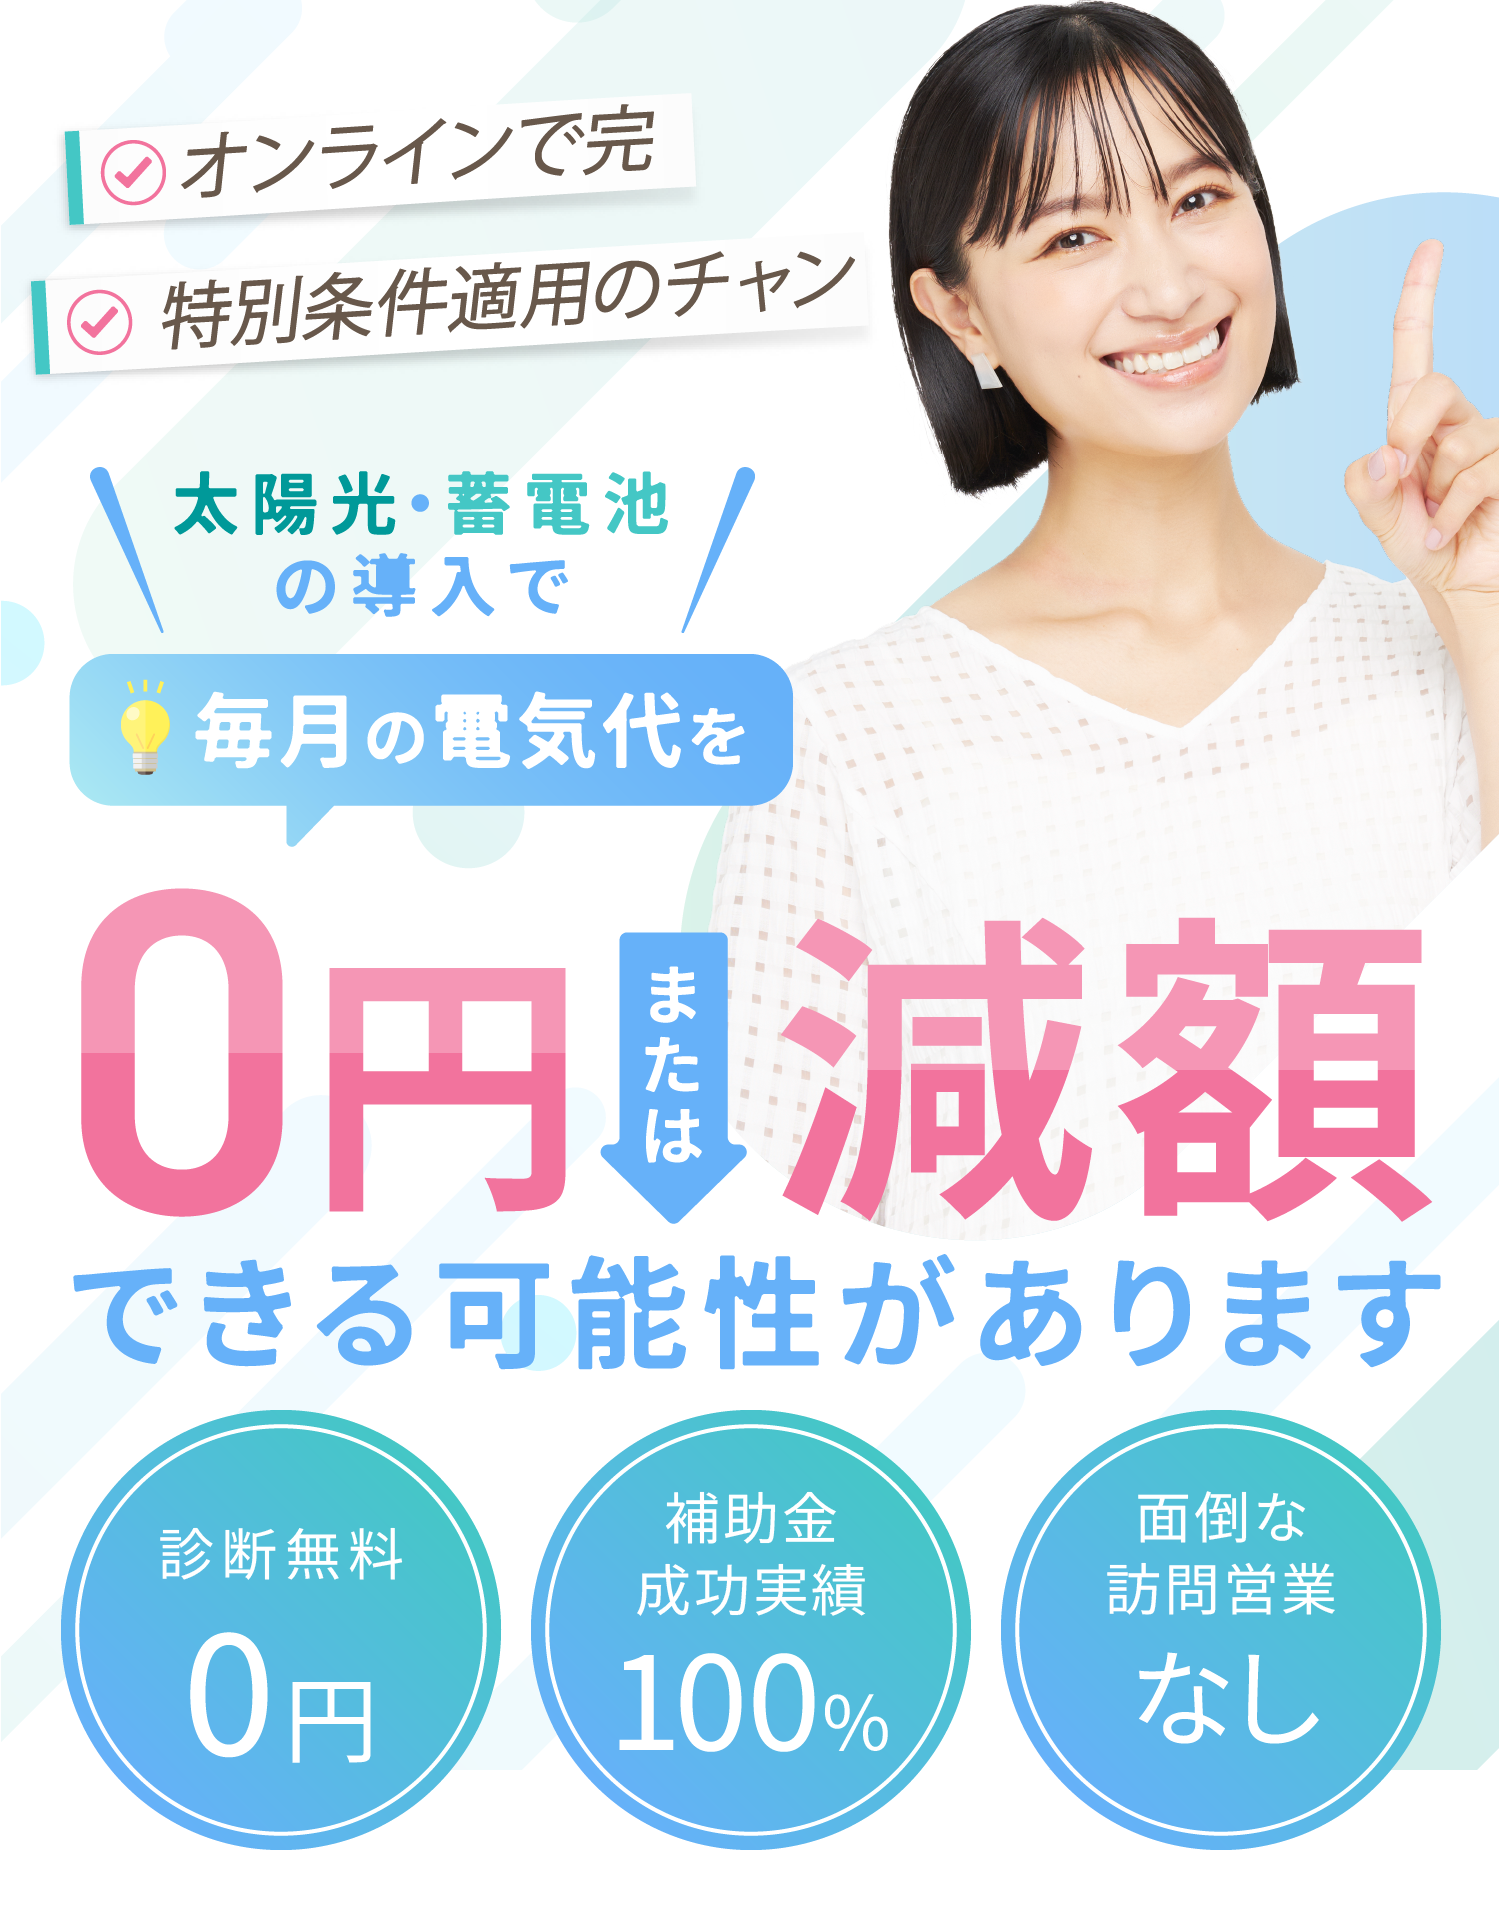 オンラインで完
特別条件適用のチャン
太陽光・蓄電池
の導入で
毎月の電気代を
0円
または
減額
できる可能性があります
診断無料
0円
補助金
成功実績
100%
面倒な
訪問営業
なし